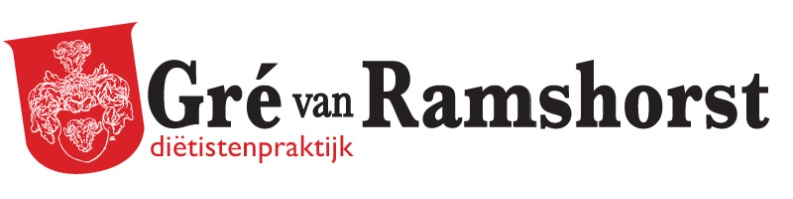 Gré van Ramshorst
diëtistenpraktijk